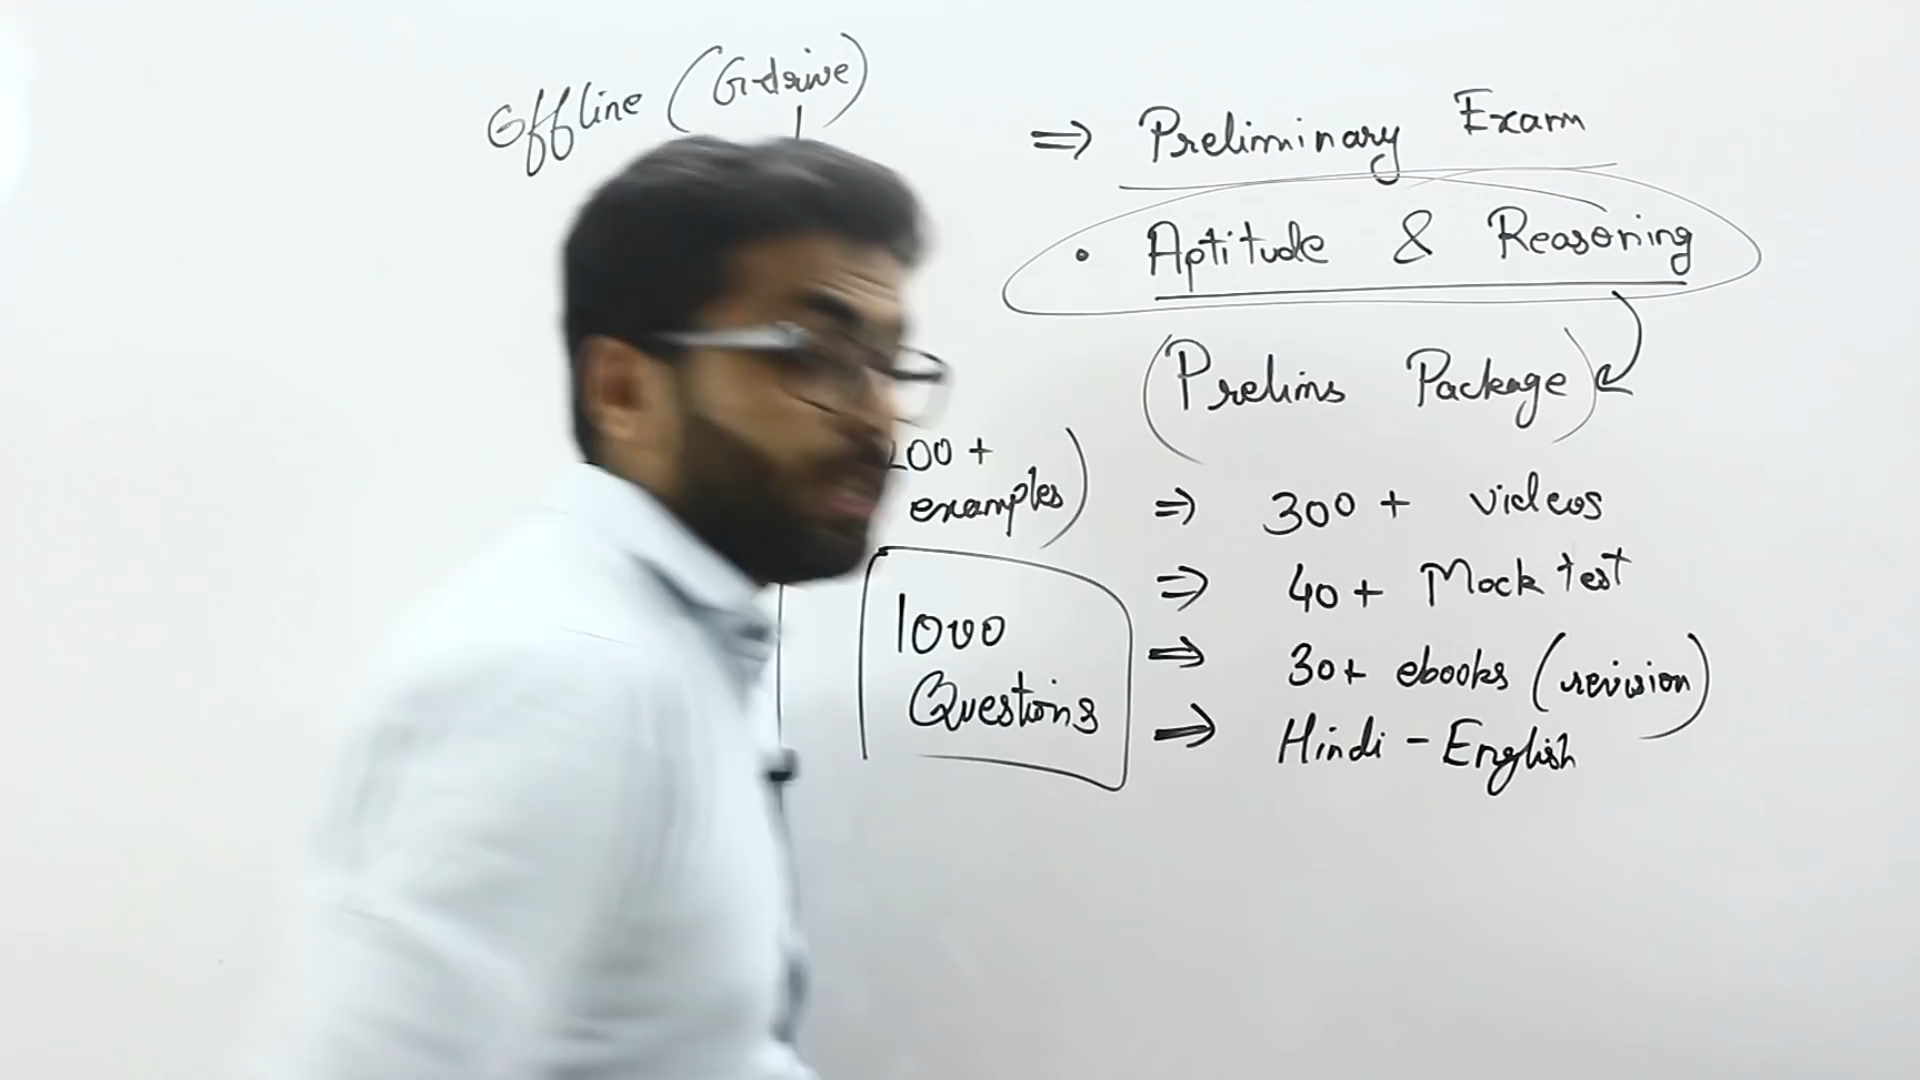 Offline (G-drive)
⇒ Preliminary Exam
• Aptitude & Reasoning
(Prelims Package)
00 +
examples)
⇒ 300 + videos
⇒ 40 + Mock test
⇒ 30+ ebooks (revision)
⇒ Hindi - English
1000
Questions